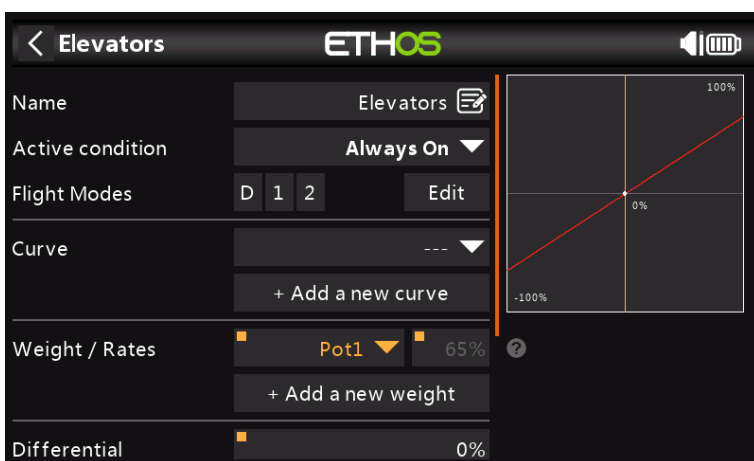 Elevators ETHOS
Name Elevators
Active condition Always On
Flight Modes D 1 2 Edit
Curve ---
+ Add a new curve
Weight / Rates Pot1 65% ?
+ Add a new weight
Differential 0%
100%
0%
-100%